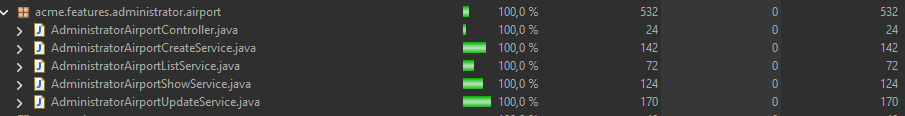 acme.features.administrator.airport 100,0 % 532 0 532
AdministratorAirportController.java 100,0 % 24 0 24
AdministratorAirportCreateService.java 100,0 % 142 0 142
AdministratorAirportListService.java 100,0 % 72 0 72
AdministratorAirportShowService.java 100,0 % 124 0 124
AdministratorAirportUpdateService.java 100,0 % 170 0 170